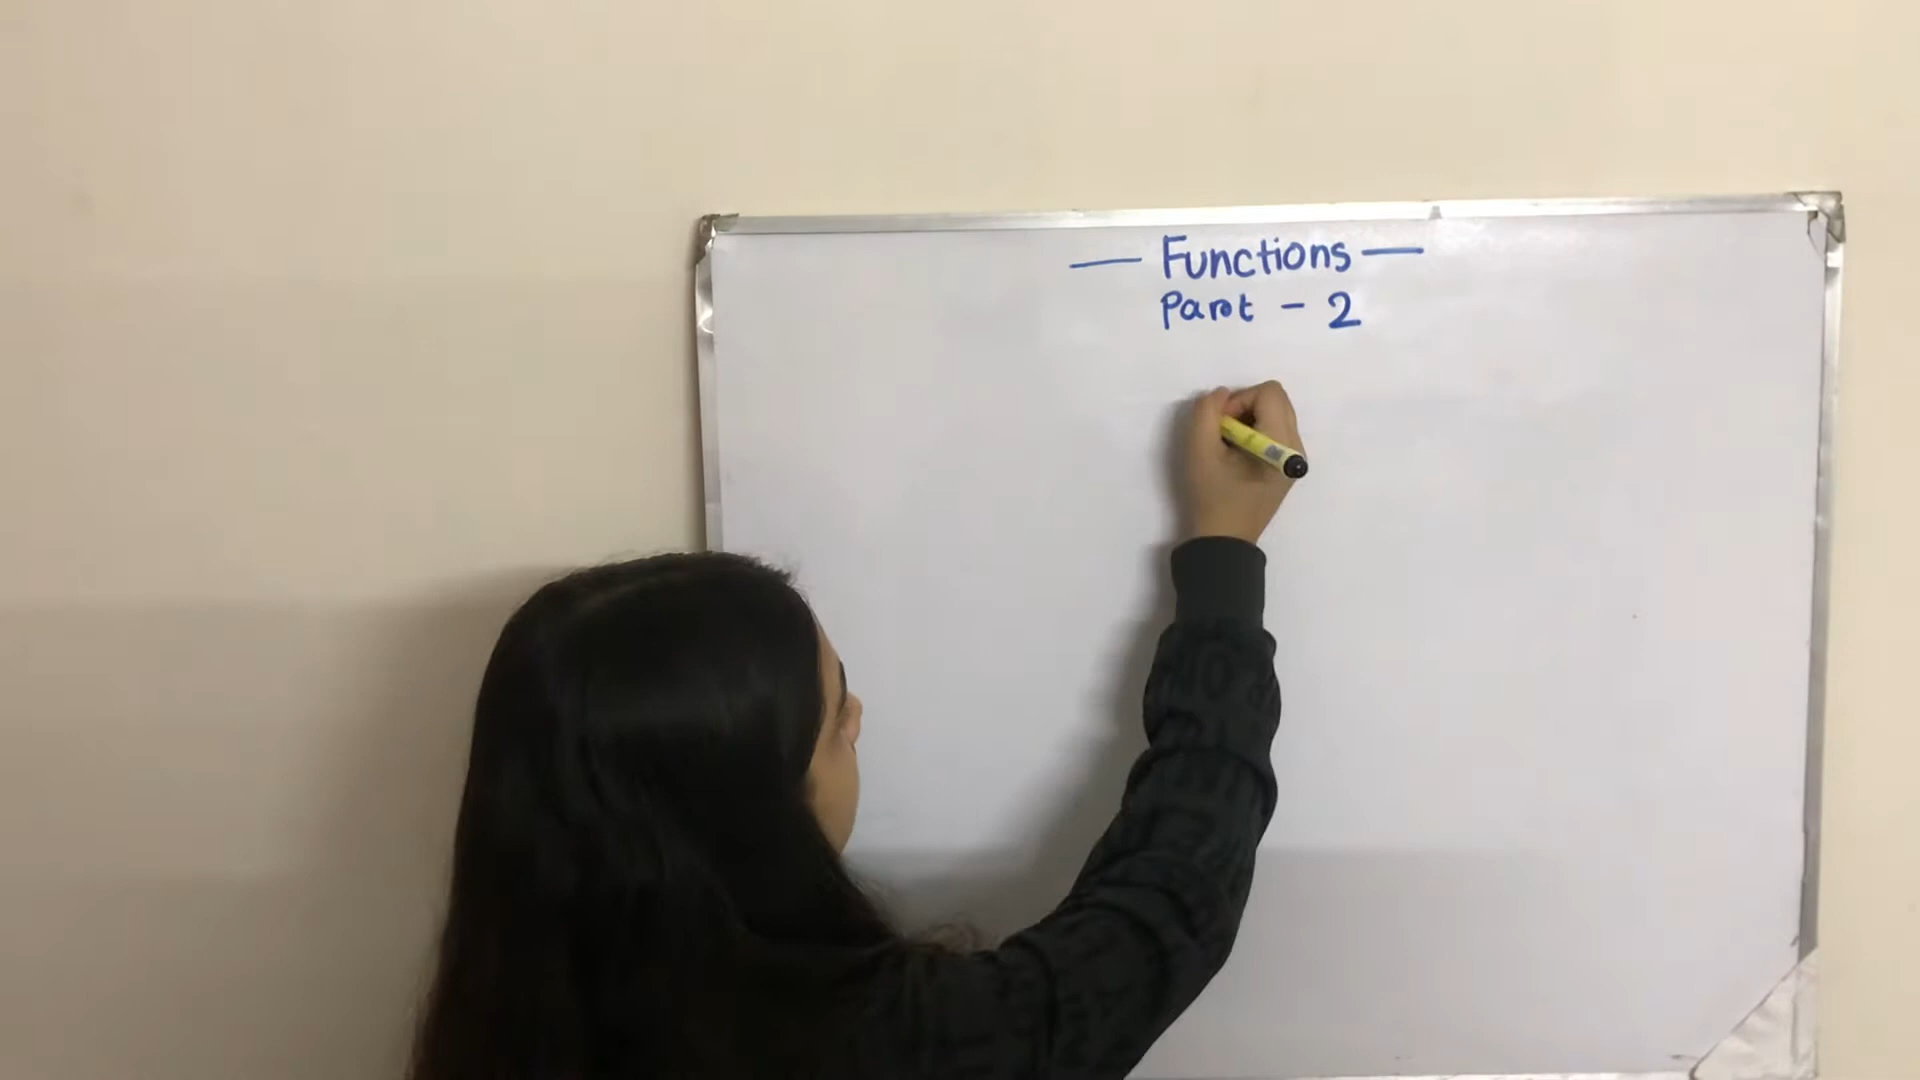 — Functions —
Part - 2